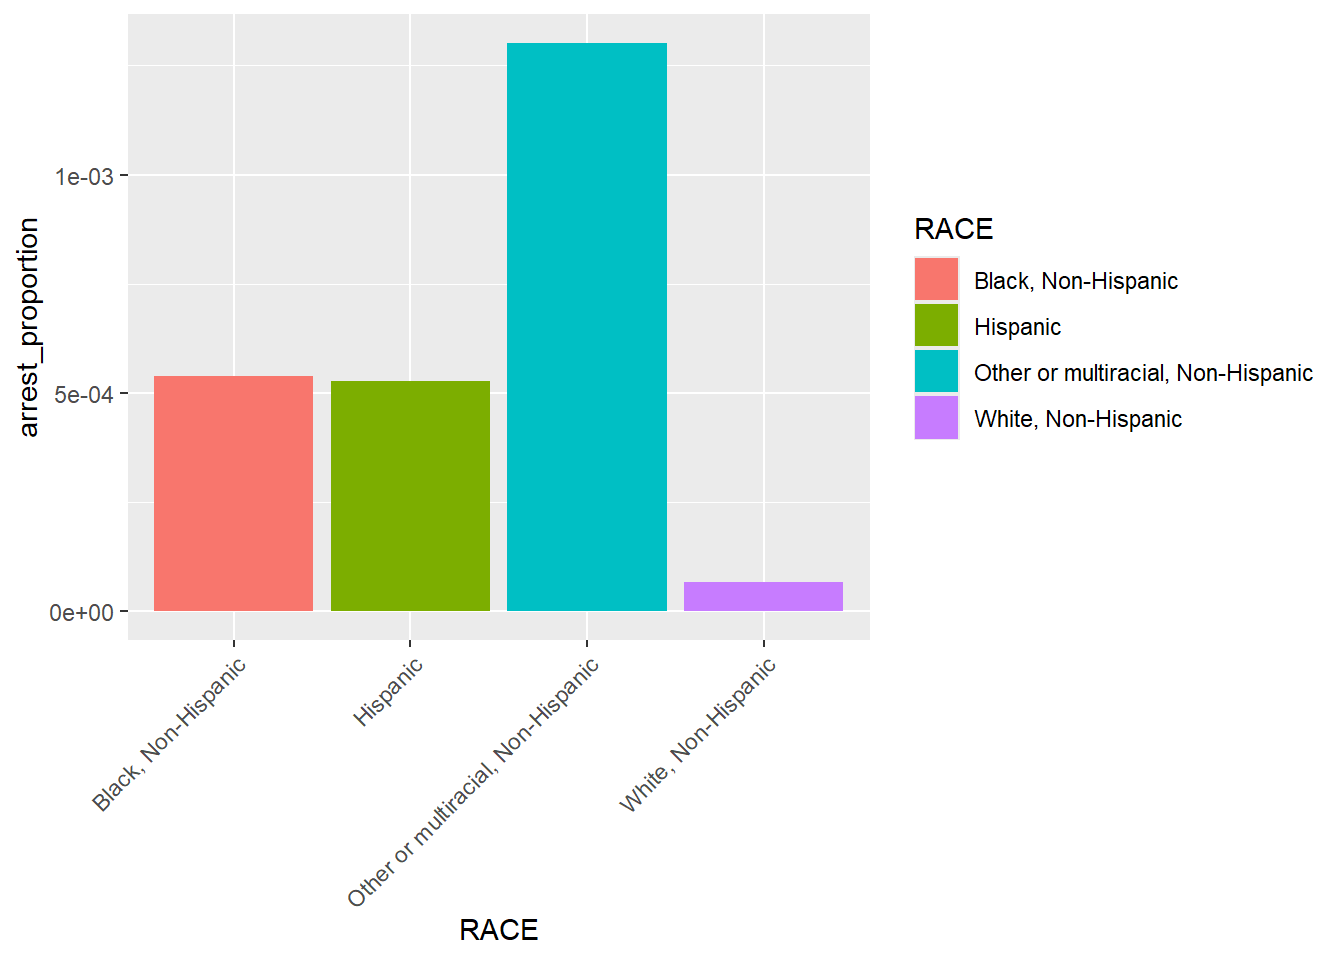 arrest_proportion
1e-03
5e-04
0e+00
Black, Non-Hispanic
Hispanic
Other or multiracial, Non-Hispanic
White, Non-Hispanic
RACE
RACE
Black, Non-Hispanic
Hispanic
Other or multiracial, Non-Hispanic
White, Non-Hispanic